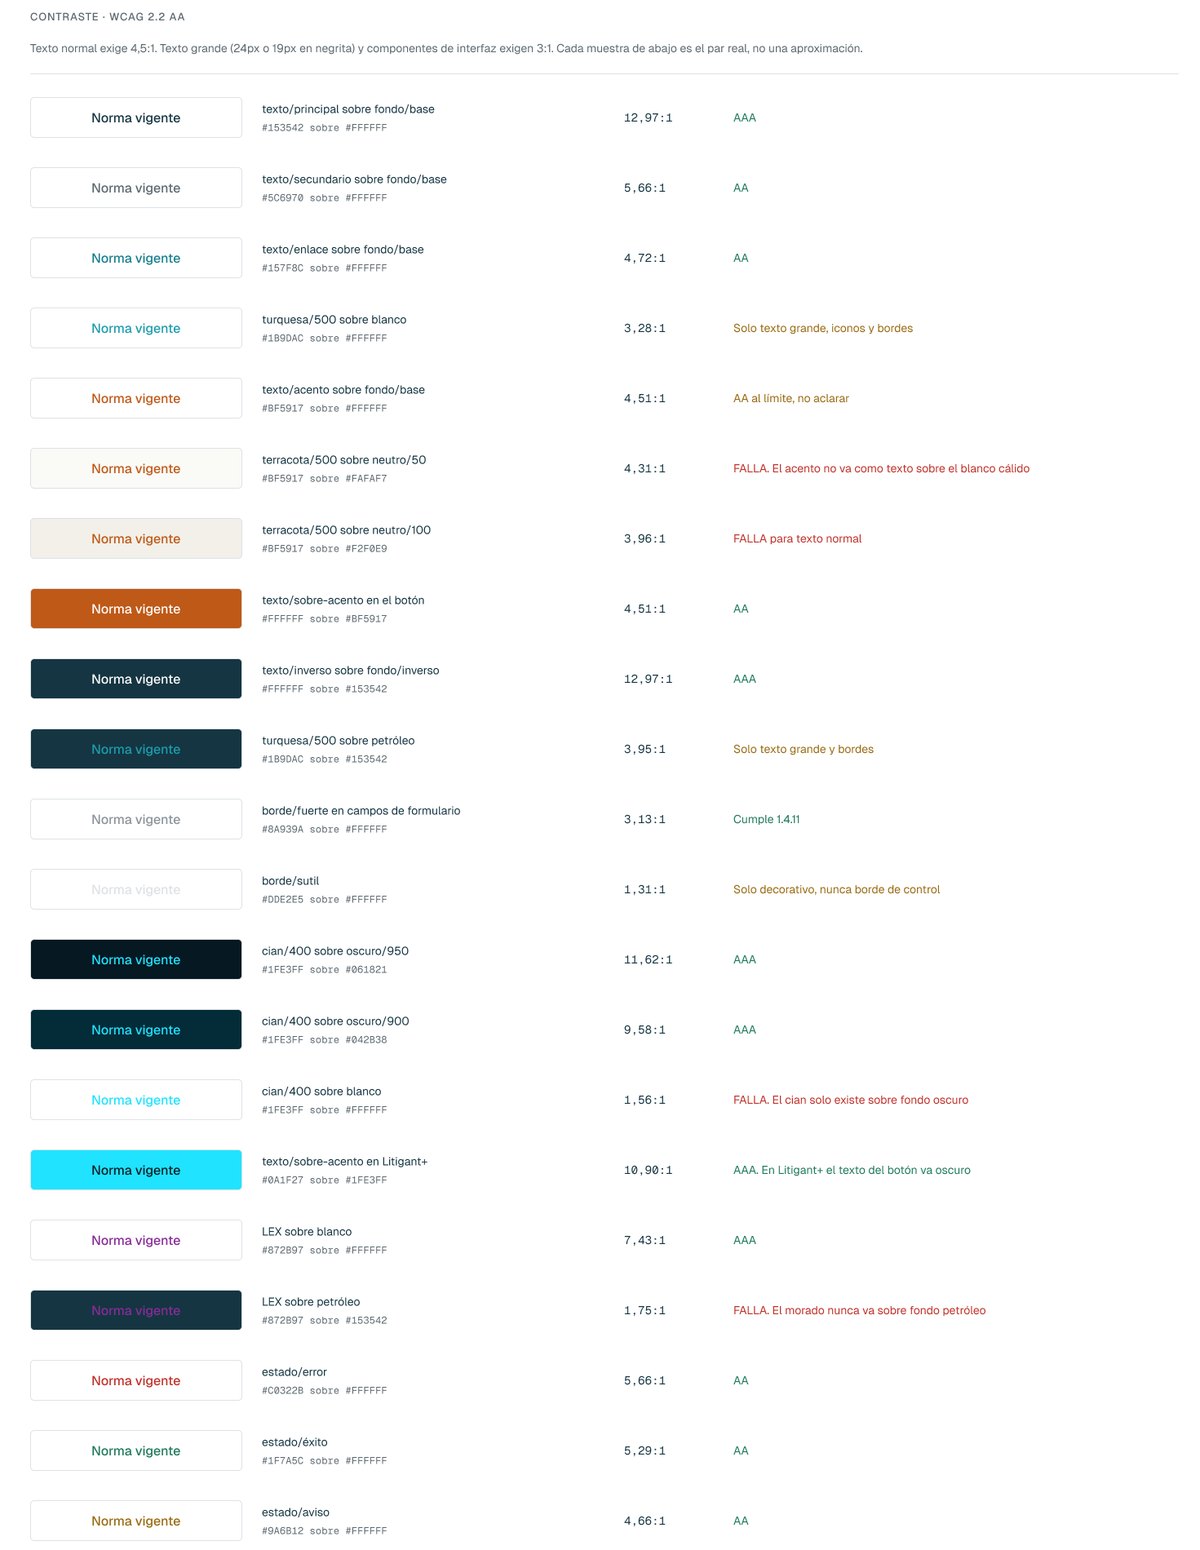 CONTRASTE · WCAG 2.2 AA
Texto normal exige 4,5:1. Texto grande (24px o 19px en negrita) y componentes de interfaz exigen 3:1. Cada muestra de abajo es el par real, no una aproximación.
Norma vigente
texto/principal sobre fondo/base
#153542 sobre #FFFFFF
12,97:1
AAA
Norma vigente
texto/secundario sobre fondo/base
#5C6970 sobre #FFFFFF
5,66:1
AA
Norma vigente
texto/enlace sobre fondo/base
#157F8C sobre #FFFFFF
4,72:1
AA
Norma vigente
turquesa/500 sobre blanco
#1B9DAC sobre #FFFFFF
3,28:1
Solo texto grande, iconos y bordes
Norma vigente
texto/acento sobre fondo/base
#BF5917 sobre #FFFFFF
4,51:1
AA al límite, no aclarar
Norma vigente
terracota/500 sobre neutro/50
#BF5917 sobre #FAFAF7
4,31:1
FALLA. El acento no va como texto sobre el blanco cálido
Norma vigente
terracota/500 sobre neutro/100
#BF5917 sobre #F2F0E9
3,96:1
FALLA para texto normal
Norma vigente
texto/sobre-acento en el botón
#FFFFFF sobre #BF5917
4,51:1
AA
Norma vigente
texto/inverso sobre fondo/inverso
#FFFFFF sobre #153542
12,97:1
AAA
Norma vigente
turquesa/500 sobre petróleo
#1B9DAC sobre #153542
3,95:1
Solo texto grande y bordes
Norma vigente
borde/fuerte en campos de formulario
#8A939A sobre #FFFFFF
3,13:1
Cumple 1.4.11
Norma vigente
borde/sutil
#DDE2E5 sobre #FFFFFF
1,31:1
Solo decorativo, nunca borde de control
Norma vigente
cian/400 sobre oscuro/950
#1FE3FF sobre #061821
11,62:1
AAA
Norma vigente
cian/400 sobre oscuro/900
#1FE3FF sobre #042B38
9,58:1
AAA
Norma vigente
cian/400 sobre blanco
#1FE3FF sobre #FFFFFF
1,56:1
FALLA. El cian solo existe sobre fondo oscuro
Norma vigente
texto/sobre-acento en Litigant+
#0A1F27 sobre #1FE3FF
10,90:1
AAA. En Litigant+ el texto del botón va oscuro
Norma vigente
LEX sobre blanco
#872B97 sobre #FFFFFF
7,43:1
AAA
Norma vigente
LEX sobre petróleo
#872B97 sobre #153542
1,75:1
FALLA. El morado nunca va sobre fondo petróleo
Norma vigente
estado/error
#C0322B sobre #FFFFFF
5,66:1
AA
Norma vigente
estado/éxito
#1F7A5C sobre #FFFFFF
5,29:1
AA
Norma vigente
estado/aviso
#9A6B12 sobre #FFFFFF
4,66:1
AA